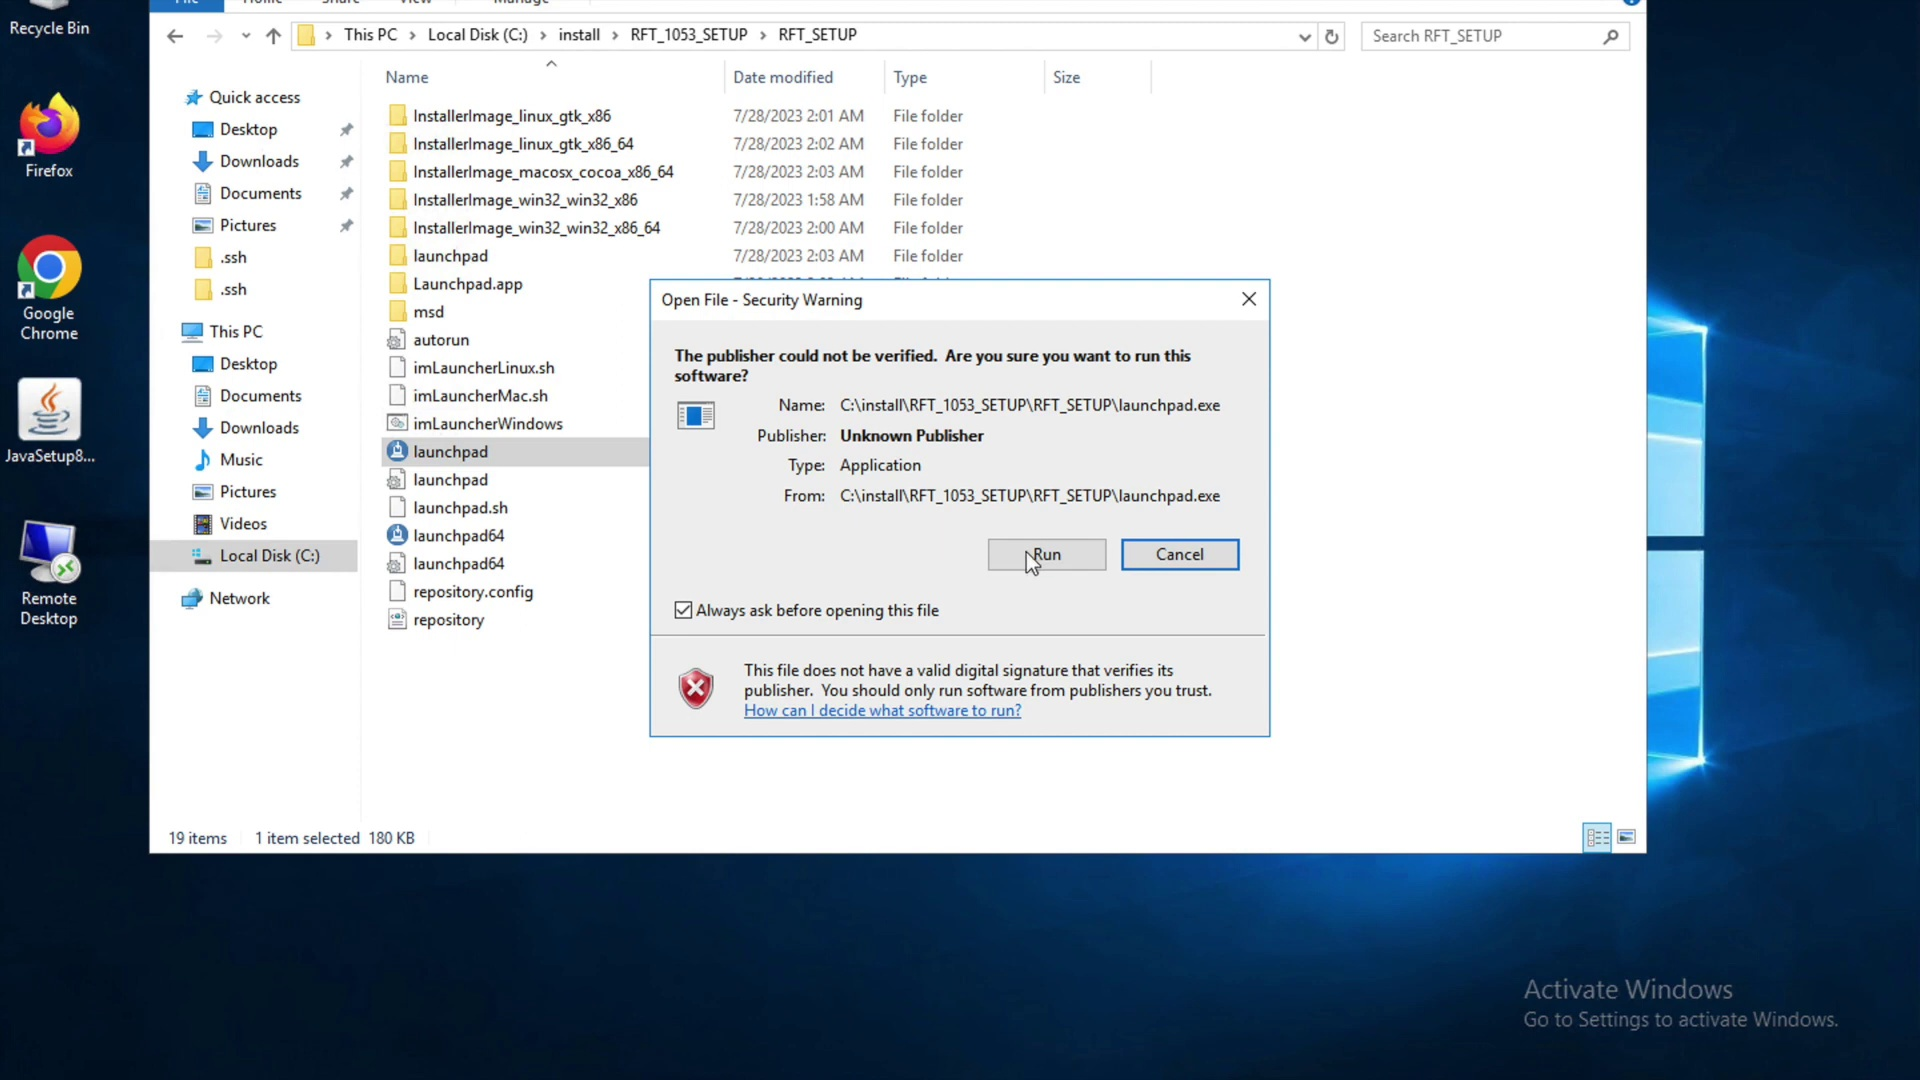 Recycle Bin
Firefox
Google
Chrome
JavaSetup8...
Remote
Desktop
File Home Share View Manage
This PC Local Disk (C:) install RFT_1053_SETUP RFT_SETUP
Search RFT_SETUP
Quick access
Desktop
Downloads
Documents
Pictures
.ssh
.ssh
This PC
Desktop
Documents
Downloads
Music
Pictures
Videos
Local Disk (C:)
Network
Name Date modified Type Size
InstallerImage_linux_gtk_x86 7/28/2023 2:01 AM File folder
InstallerImage_linux_gtk_x86_64 7/28/2023 2:02 AM File folder
InstallerImage_macosx_cocoa_x86_64 7/28/2023 2:03 AM File folder
InstallerImage_win32_win32_x86 7/28/2023 1:58 AM File folder
InstallerImage_win32_win32_x86_64 7/28/2023 2:00 AM File folder
launchpad 7/28/2023 2:03 AM File folder
Launchpad.app
msd
autorun
imLauncherLinux.sh
imLauncherMac.sh
imLauncherWindows
launchpad
launchpad
launchpad.sh
launchpad64
launchpad64
repository.config
repository
19 items 1 item selected 180 KB
Open File - Security Warning
The publisher could not be verified. Are you sure you want to run this
software?
Name: C:\install\RFT_1053_SETUP\RFT_SETUP\launchpad.exe
Publisher: Unknown Publisher
Type: Application
From: C:\install\RFT_1053_SETUP\RFT_SETUP\launchpad.exe
Run Cancel
Always ask before opening this file
This file does not have a valid digital signature that verifies its
publisher. You should only run software from publishers you trust.
How can I decide what software to run?
Activate Windows
Go to Settings to activate Windows.